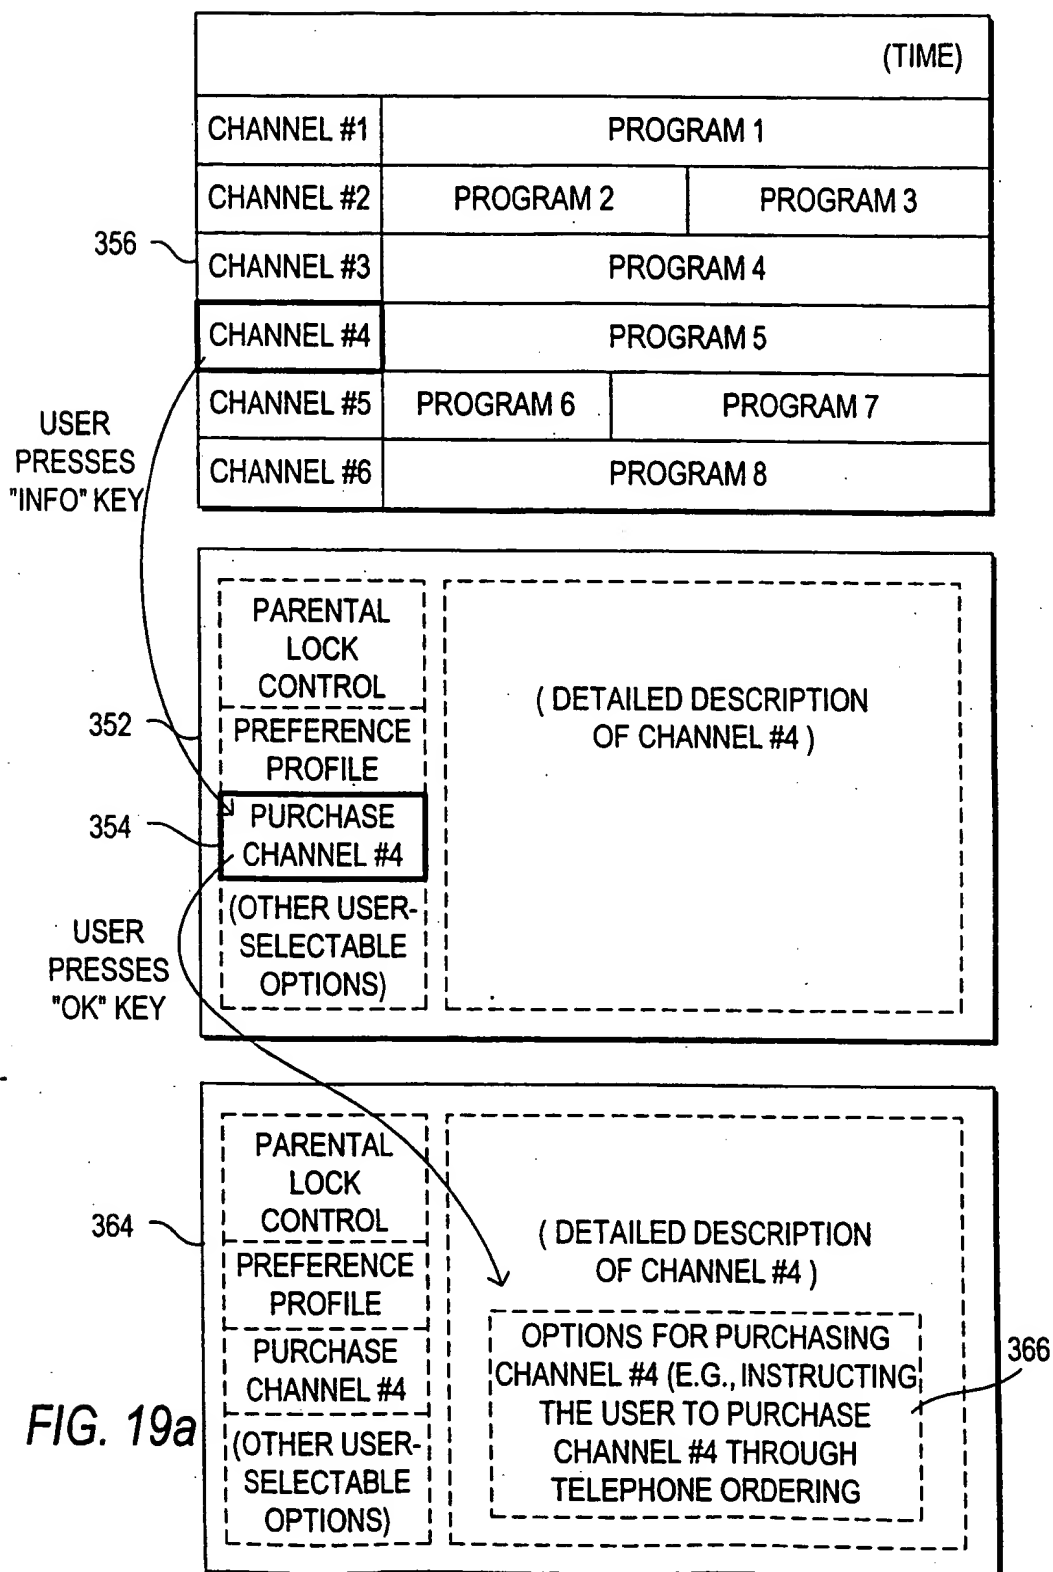 (TIME)
CHANNEL #1 PROGRAM 1
CHANNEL #2 PROGRAM 2 PROGRAM 3
356
CHANNEL #3 PROGRAM 4
CHANNEL #4 PROGRAM 5
CHANNEL #5 PROGRAM 6 PROGRAM 7
CHANNEL #6 PROGRAM 8
USER
PRESSES
"INFO" KEY
352
PARENTAL
LOCK
CONTROL
PREFERENCE
PROFILE
354
PURCHASE
CHANNEL #4
(OTHER USER-
SELECTABLE
OPTIONS)
( DETAILED DESCRIPTION
OF CHANNEL #4 )
USER
PRESSES
"OK" KEY
364
PARENTAL
LOCK
CONTROL
PREFERENCE
PROFILE
PURCHASE
CHANNEL #4
(OTHER USER-
SELECTABLE
OPTIONS)
( DETAILED DESCRIPTION
OF CHANNEL #4 )
OPTIONS FOR PURCHASING
CHANNEL #4 (E.G., INSTRUCTING
THE USER TO PURCHASE
CHANNEL #4 THROUGH
TELEPHONE ORDERING
366
FIG. 19a